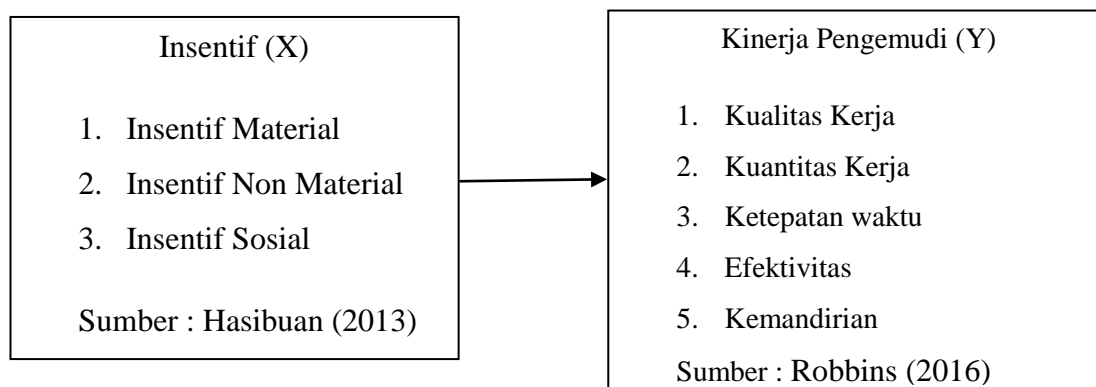 Insentif (X)
1. Insentif Material
2. Insentif Non Material
3. Insentif Sosial
Sumber : Hasibuan (2013)
Kinerja Pengemudi (Y)
1. Kualitas Kerja
2. Kuantitas Kerja
3. Ketepatan waktu
4. Efektivitas
5. Kemandirian
Sumber : Robbins (2016)